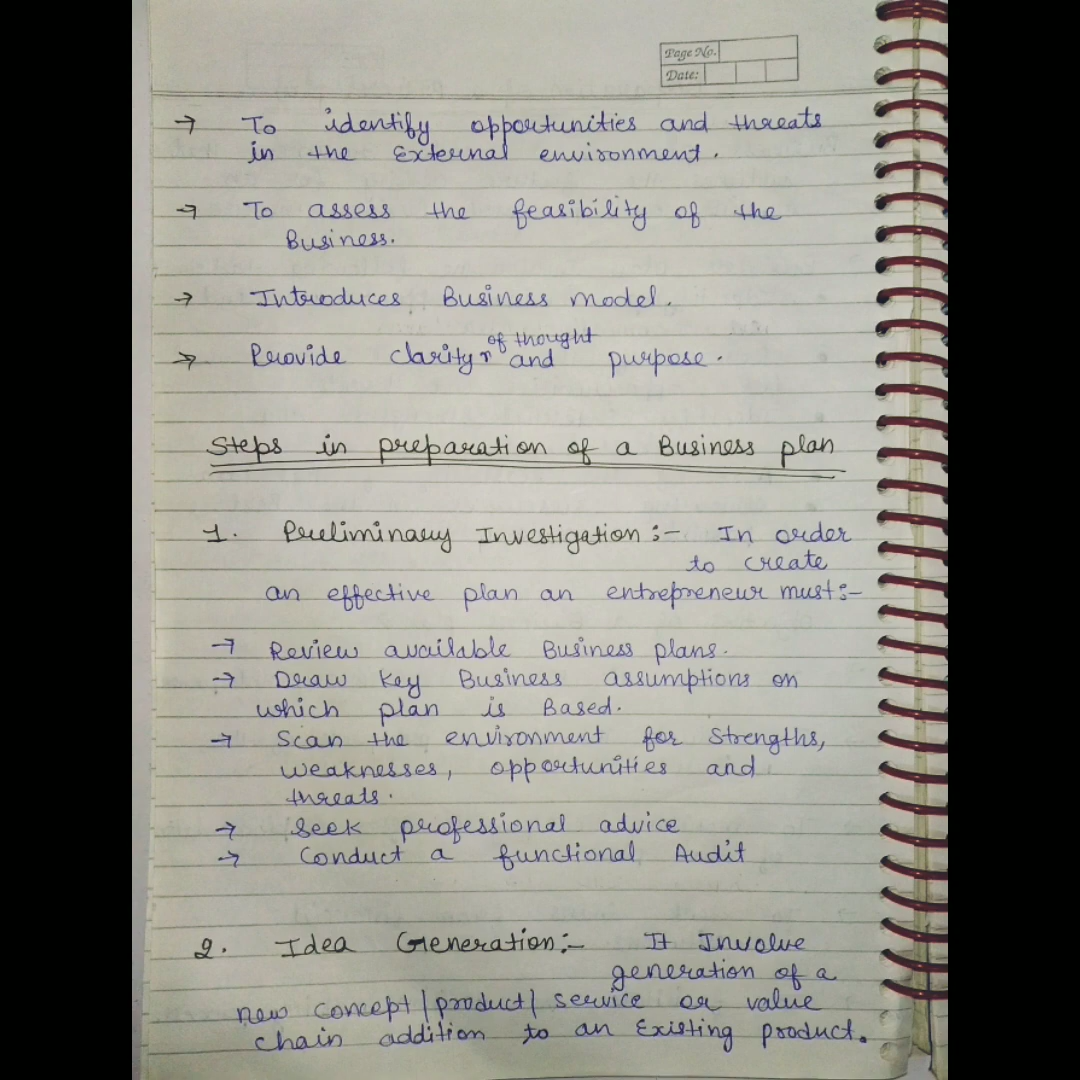 Page No.
Date:
→ To identify opportunities and threats
in the External environment.
→ To assess the feasibility of the
Business.
→ Introduces Business model.
of thought
→ Provide clarity and purpose.
Steps in preparation of a Business plan
1. Preliminary Investigation :- In order
to create
an effective plan an entrepreneur must :-
→ Review available Business plans.
→ Draw Key Business assumptions on
which plan is Based.
→ Scan the environment for Strengths,
weaknesses, opportunities and
threats.
→ Seek professional advice
→ Conduct a functional Audit
2. Idea Generation :- It Involve
generation of a
new concept/product/service or value
chain addition to an Existing product.